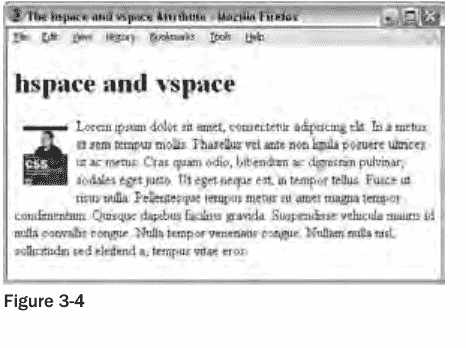 The hspace and vspace Attribute - Mozilla Firefox
File Edit View History Bookmarks Tools Help
hspace and vspace
Lorem ipsum dolor sit amet, consectetur adipiscing elit. In a metus
et sem tempus mollis. Phasellus vel ante non ligula posuere ultrices
ut ac metus. Cras quam odio, bibendum ac dignissim pulvinar,
sodales eget justo. Ut eget neque est, in tempor tellus. Fusce ut
risus nulla. Pellentesque tempus metus sit amet magna tempor
condimentum. Quisque dapibus facilisis gravida. Suspendisse vehicula mauris id
nulla convallis congue. Nulla tempor venenatis congue. Nullam nulla nisl,
sollicitudin sed eleifend a, tempus vitae eros.
CSS
Figure 3-4